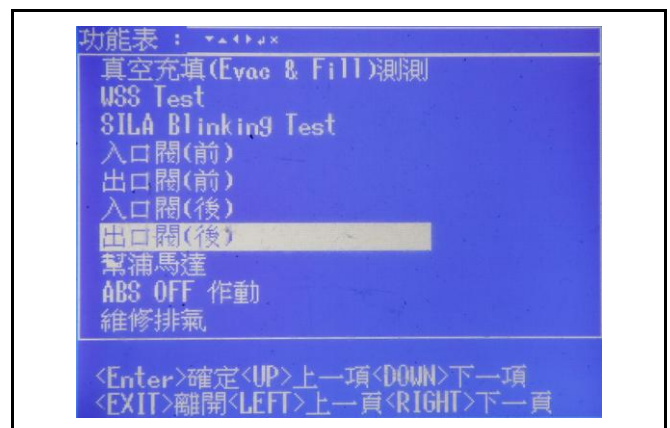 功能表： ▼▲◀▶↲×
真空充填(Evac & Fill)測測
WSS Test
SILA Blinking Test
入口閥(前)
出口閥(前)
入口閥(後)
出口閥(後)
幫浦馬達
ABS OFF 作動
維修排氣
<Enter>確定<UP>上一項<DOWN>下一項
<EXIT>離開<LEFT>上一頁<RIGHT>下一頁